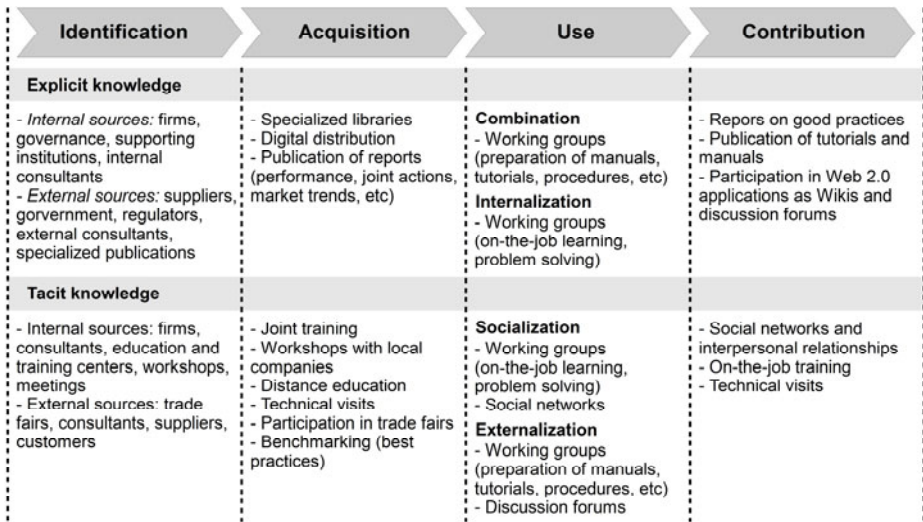 Identification
Acquisition
Use
Contribution
Explicit knowledge
- Internal sources: firms,
governance, supporting
institutions, internal
consultants
- External sources: suppliers,
gorvernment, regulators,
external consultants,
specialized publications
- Specialized libraries
- Digital distribution
- Publication of reports
(performance, joint actions,
market trends, etc)
Combination
- Working groups
(preparation of manuals,
tutorials, procedures, etc)
Internalization
- Working groups
(on-the-job learning,
problem solving)
- Repors on good practices
- Publication of tutorials and
manuals
- Participation in Web 2.0
applications as Wikis and
discussion forums
Tacit knowledge
- Internal sources: firms,
consultants, education and
training centers, workshops,
meetings
- External sources: trade
fairs, consultants, suppliers,
customers
- Joint training
- Workshops with local
companies
- Distance education
- Technical visits
- Participation in trade fairs
- Benchmarking (best
practices)
Socialization
- Working groups
(on-the-job learning,
problem solving)
- Social networks
Externalization
- Working groups
(preparation of manuals,
tutorials, procedures, etc)
- Discussion forums
- Social networks and
interpersonal relationships
- On-the-job training
- Technical visits